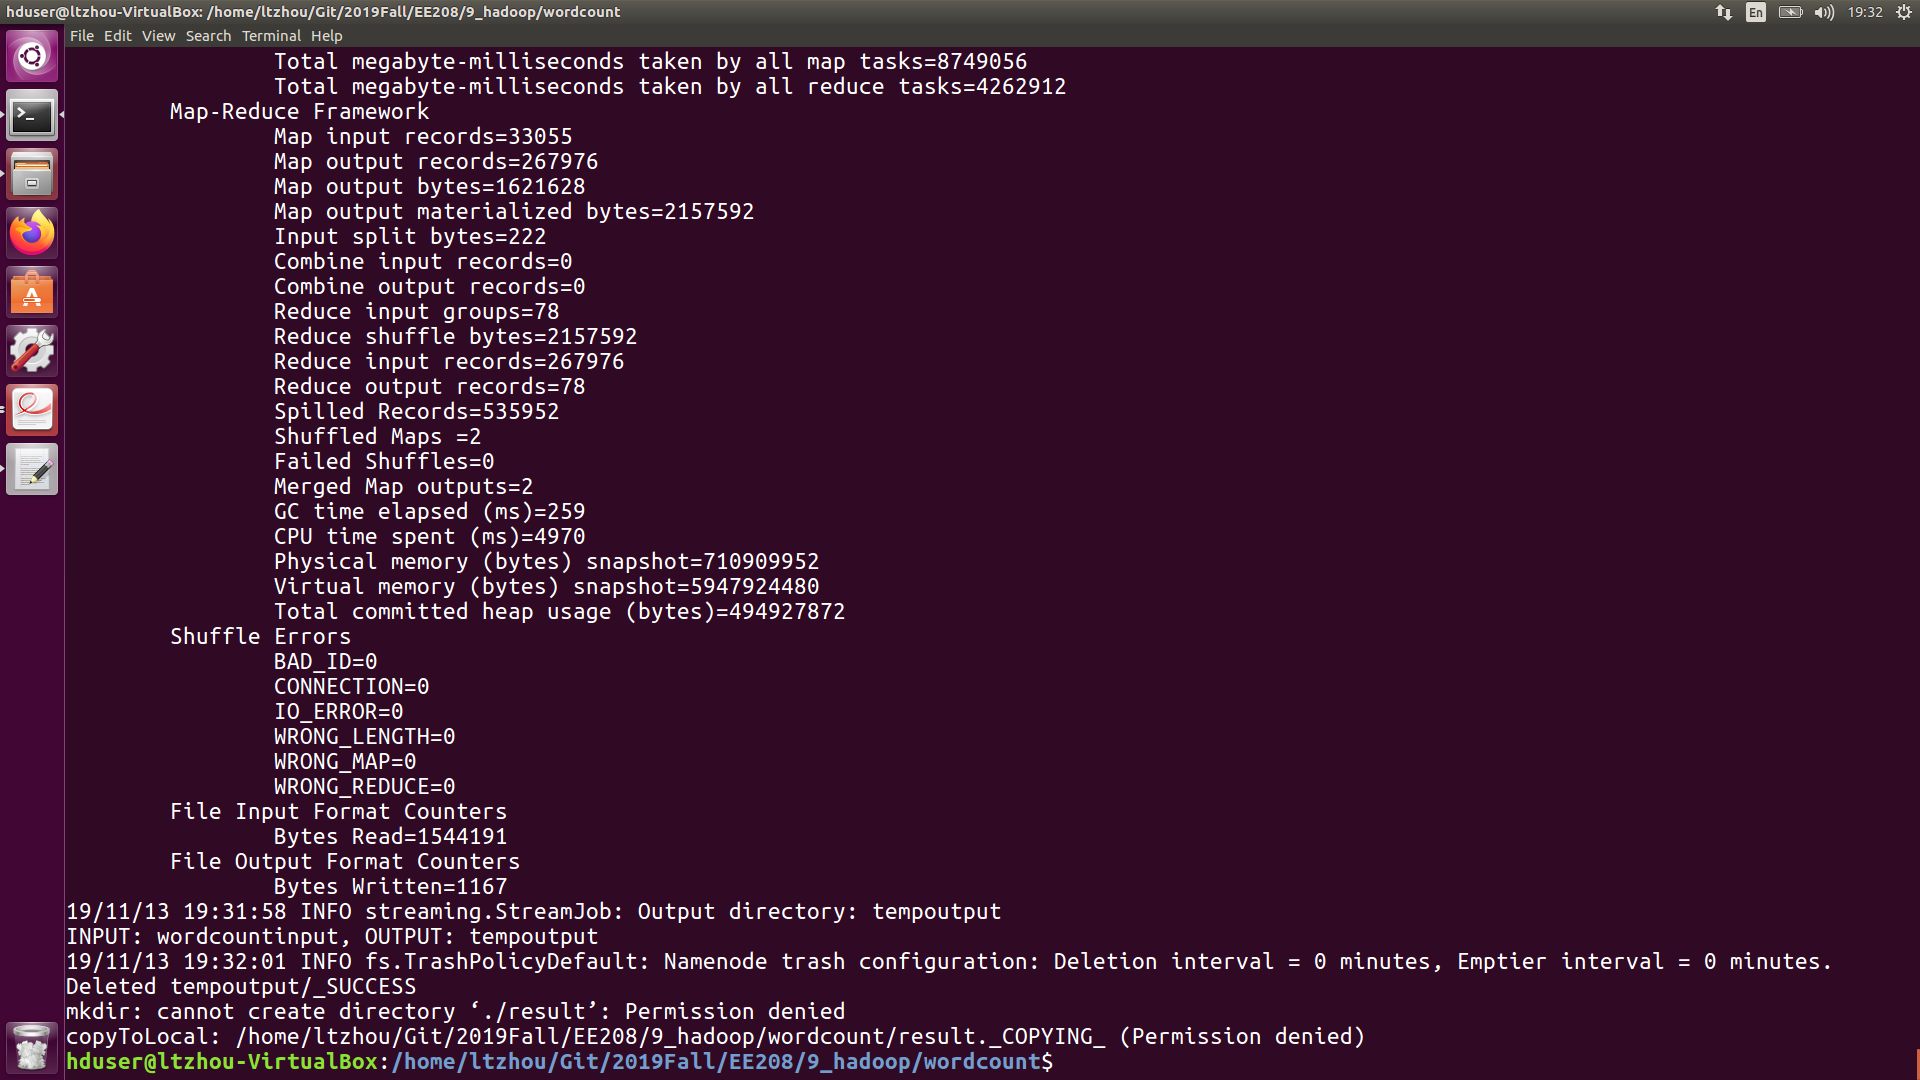 hduser@ltzhou-VirtualBox: /home/ltzhou/Git/2019Fall/EE208/9_hadoop/wordcount
En
19:32
File Edit View Search Terminal Help
Total megabyte-milliseconds taken by all map tasks=8749056
Total megabyte-milliseconds taken by all reduce tasks=4262912
Map-Reduce Framework
Map input records=33055
Map output records=267976
Map output bytes=1621628
Map output materialized bytes=2157592
Input split bytes=222
Combine input records=0
Combine output records=0
Reduce input groups=78
Reduce shuffle bytes=2157592
Reduce input records=267976
Reduce output records=78
Spilled Records=535952
Shuffled Maps =2
Failed Shuffles=0
Merged Map outputs=2
GC time elapsed (ms)=259
CPU time spent (ms)=4970
Physical memory (bytes) snapshot=710909952
Virtual memory (bytes) snapshot=5947924480
Total committed heap usage (bytes)=494927872
Shuffle Errors
BAD_ID=0
CONNECTION=0
IO_ERROR=0
WRONG_LENGTH=0
WRONG_MAP=0
WRONG_REDUCE=0
File Input Format Counters
Bytes Read=1544191
File Output Format Counters
Bytes Written=1167
19/11/13 19:31:58 INFO streaming.StreamJob: Output directory: tempoutput
INPUT: wordcountinput, OUTPUT: tempoutput
19/11/13 19:32:01 INFO fs.TrashPolicyDefault: Namenode trash configuration: Deletion interval = 0 minutes, Emptier interval = 0 minutes.
Deleted tempoutput/_SUCCESS
mkdir: cannot create directory ‘./result’: Permission denied
copyToLocal: /home/ltzhou/Git/2019Fall/EE208/9_hadoop/wordcount/result._COPYING_ (Permission denied)
hduser@ltzhou-VirtualBox:/home/ltzhou/Git/2019Fall/EE208/9_hadoop/wordcount$